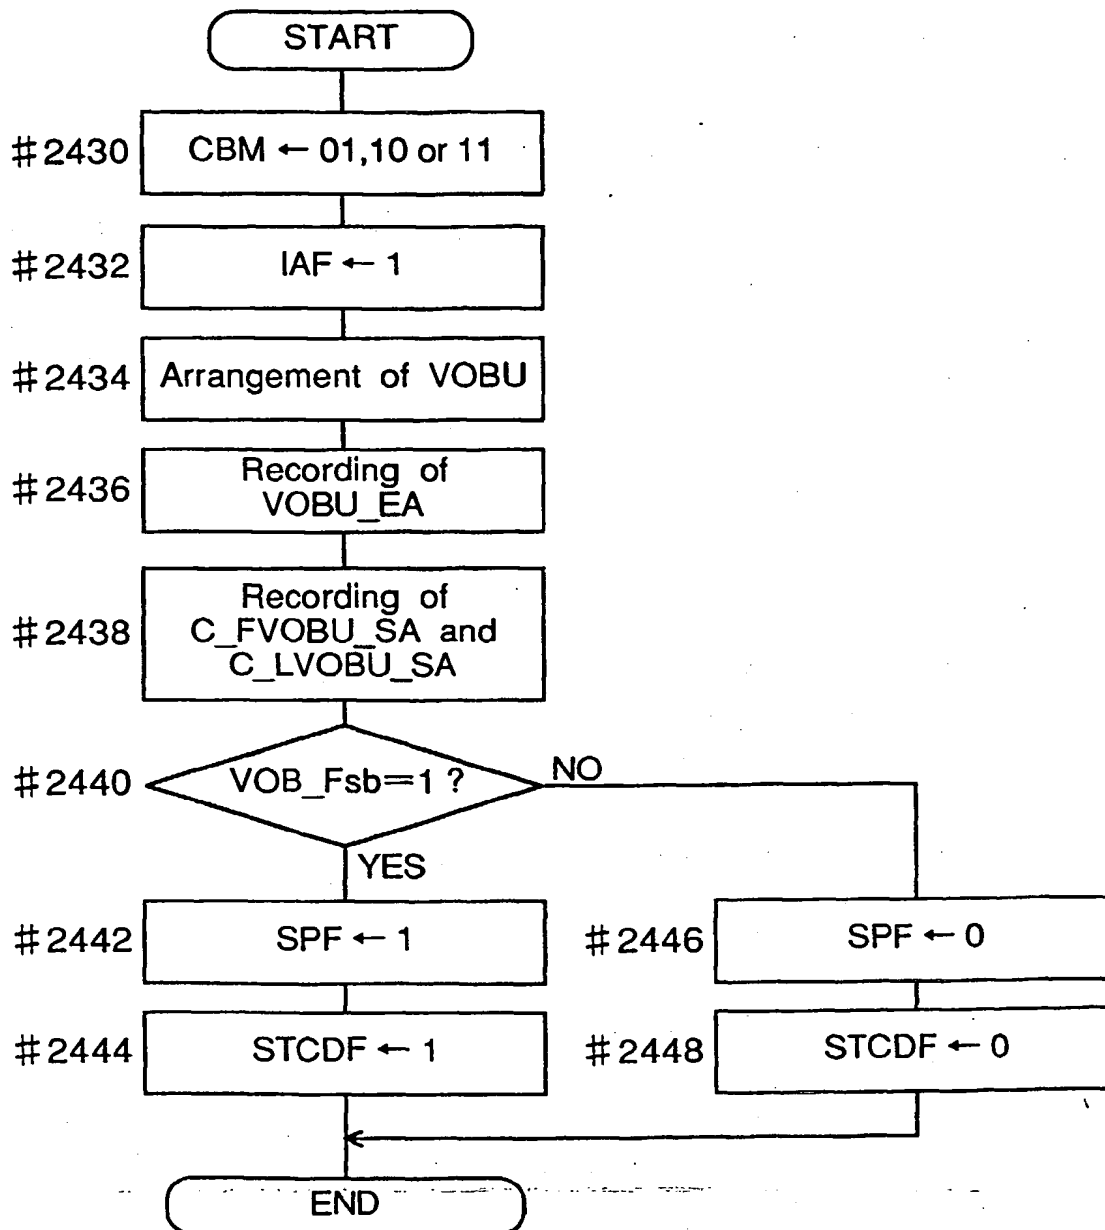 START
#2430 CBM ← 01,10 or 11
#2432 IAF ← 1
#2434 Arrangement of VOBU
#2436 Recording of
VOBU_EA
#2438 Recording of
C_FVOBU_SA and
C_LVOBU_SA
#2440 VOB_Fsb=1 ? NO
YES
#2442 SPF ← 1 #2446 SPF ← 0
#2444 STCDF ← 1 #2448 STCDF ← 0
END